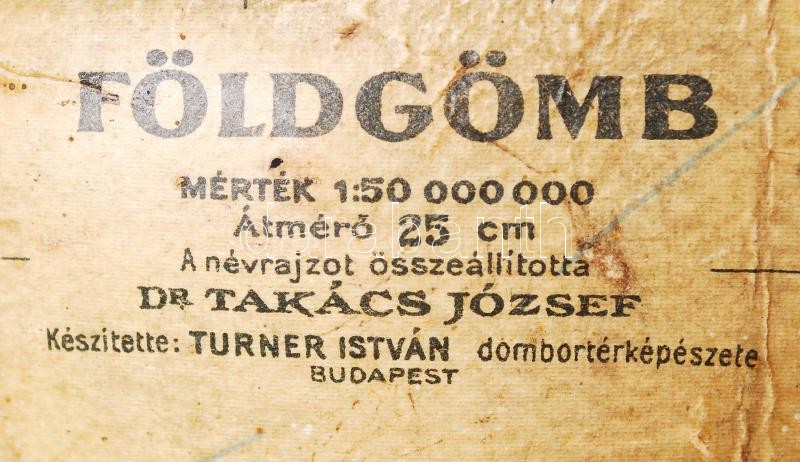 FÖLDGÖMB
MÉRTÉK 1:50 000 000
Átmérő 25 cm
A névrajzot összeállította
DR TAKÁCS JÓZSEF
Készitette: TURNER ISTVÁN dombortérképészete
BUDAPEST